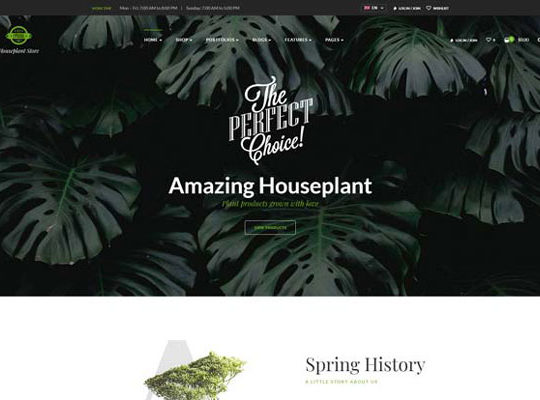 WORK TIME Mon - Fri: 7:00 AM to 8:00 PM | Sunday: 7:00 AM to 5:00 PM EN LOG IN / JOIN WISHLIST
Houseplant Store
HOME SHOP PORTFOLIOS BLOGS FEATURES PAGES LOG IN / JOIN 0 $0.00
The
PERFECT
Choice!
Amazing Houseplant
Plant products grown with love
VIEW PRODUCTS
A
Spring History
A LITTLE STORY ABOUT US